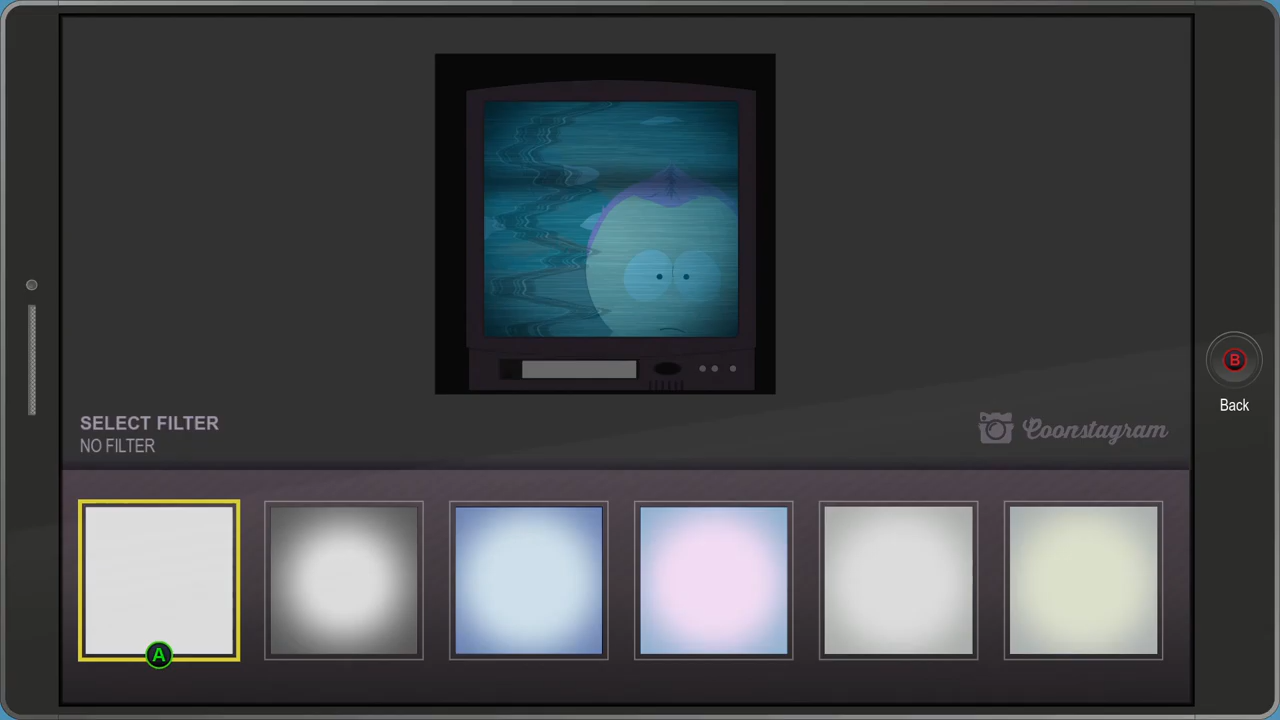 SELECT FILTER
NO FILTER
Coonstagram
B
Back
A